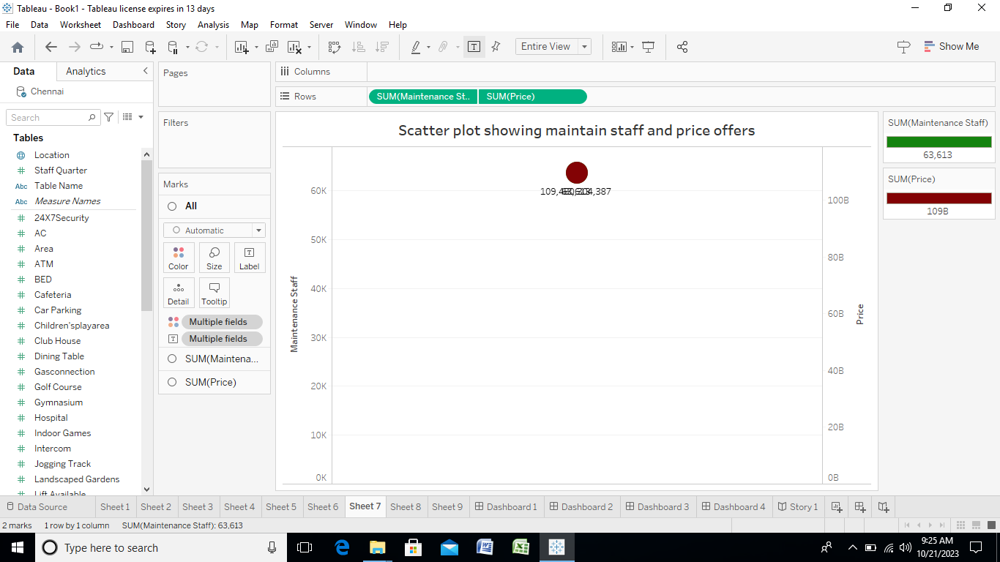 Tableau - Book1 - Tableau license expires in 13 days
File Data Worksheet Dashboard Story Analysis Map Format Server Window Help
Entire View
Show Me
Data Analytics
Chennai
Search
Tables
Location
Staff Quarter
Abc Table Name
Abc Measure Names
24X7Security
AC
Area
ATM
BED
Cafeteria
Car Parking
Children'splayarea
Club House
Dining Table
Gasconnection
Golf Course
Gymnasium
Hospital
Indoor Games
Intercom
Jogging Track
Landscaped Gardens
Lift Available
Pages
Filters
Marks
All
Automatic
Color Size Label
Detail Tooltip
Multiple fields
Multiple fields
SUM(Maintena...
SUM(Price)
Columns
Rows SUM(Maintenance St.. SUM(Price)
Scatter plot showing maintain staff and price offers
Maintenance Staff
60K
50K
40K
30K
20K
10K
0K
100B
80B
60B
40B
20B
0B
Price
SUM(Maintenance Staff)
63,613
SUM(Price)
109B
Data Source Sheet 1 Sheet 2 Sheet 3 Sheet 4 Sheet 5 Sheet 6 Sheet 7 Sheet 8 Sheet 9 Dashboard 1 Dashboard 2 Dashboard 3 Dashboard 4 Story 1
2 marks 1 row by 1 column SUM(Maintenance Staff): 63,613
Type here to search
9:25 AM
10/21/2023